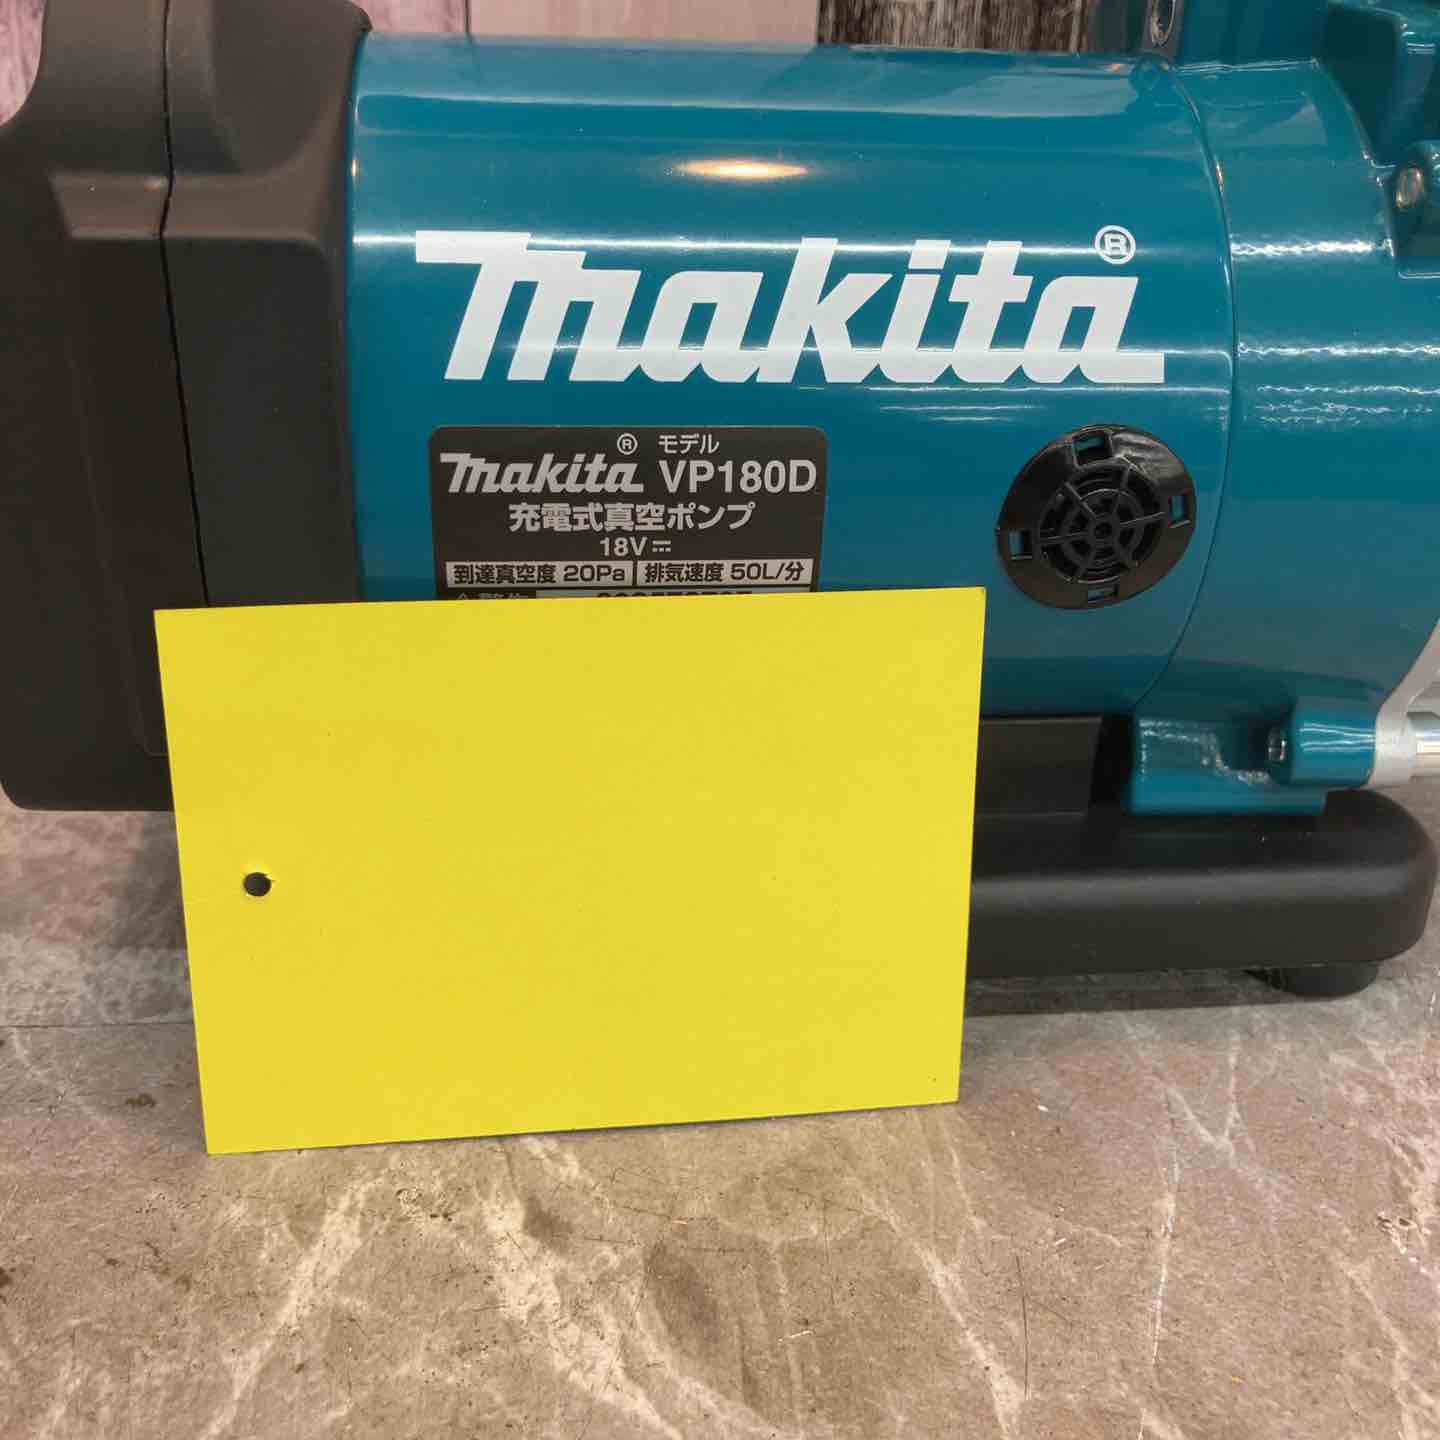 makita®
makita® モデル VP180D
充電式真空ポンプ
18V⎓
到達真空度 20Pa 排気速度 50L/分